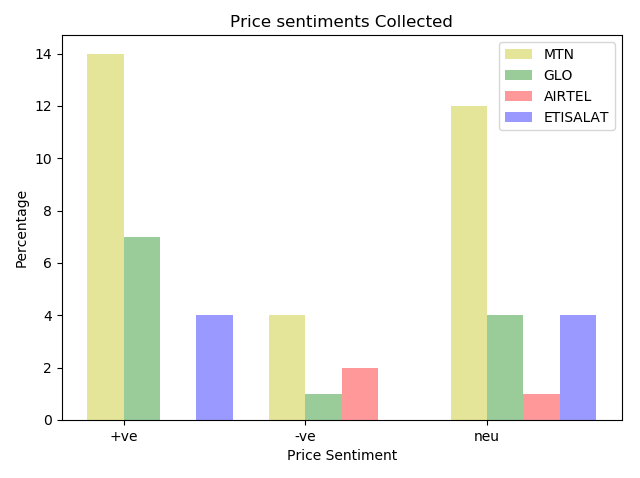 Price sentiments Collected
MTN
GLO
AIRTEL
ETISALAT
14
12
10
8
6
4
2
0
Percentage
+ve
-ve
neu
Price Sentiment